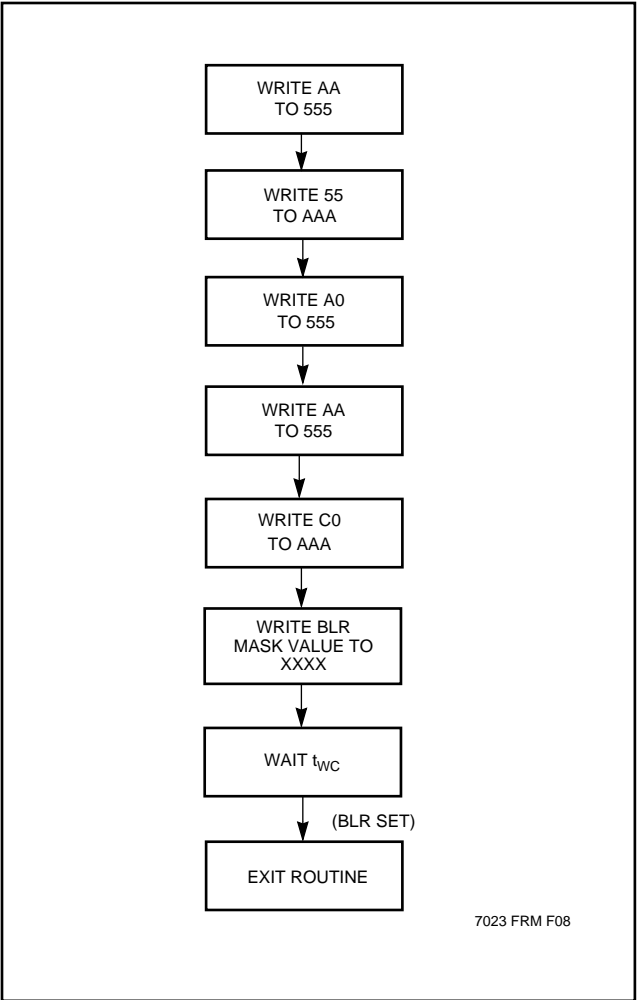 WRITE AA
TO 555
WRITE 55
TO AAA
WRITE A0
TO 555
WRITE AA
TO 555
WRITE C0
TO AAA
WRITE BLR
MASK VALUE TO
XXXX
WAIT tWC
(BLR SET)
EXIT ROUTINE
7023 FRM F08